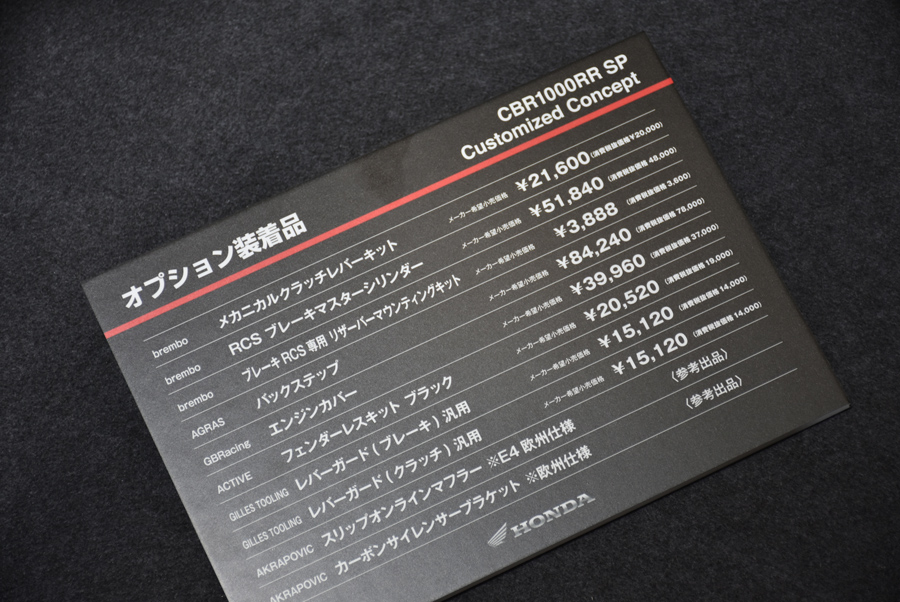 CBR1000RR SP
Customized Concept
オプション装着品
brembo メカニカルクラッチレバーキット メーカー希望小売価格 ¥21,600 (消費税抜価格¥20,000)
brembo RCS ブレーキマスターシリンダー メーカー希望小売価格 ¥51,840 (消費税抜価格 48,000)
brembo ブレーキ RCS 専用 リザーバーマウンティングキット メーカー希望小売価格 ¥3,888 (消費税抜価格 3,600)
AGRAS バックステップ メーカー希望小売価格 ¥84,240 (消費税抜価格 78,000)
GBRacing エンジンカバー メーカー希望小売価格 ¥39,960 (消費税抜価格 37,000)
ACTIVE フェンダーレスキット ブラック メーカー希望小売価格 ¥20,520 (消費税抜価格 19,000)
GILLES TOOLING レバーガード ( ブレーキ ) 汎用 メーカー希望小売価格 ¥15,120 (消費税抜価格 14,000)
GILLES TOOLING レバーガード ( クラッチ ) 汎用 メーカー希望小売価格 ¥15,120 (消費税抜価格 14,000)
AKRAPOVIC スリップオンラインマフラー ※E4 欧州仕様 〈参考出品〉
AKRAPOVIC カーボンサイレンサーブラケット ※欧州仕様 〈参考出品〉
HONDA